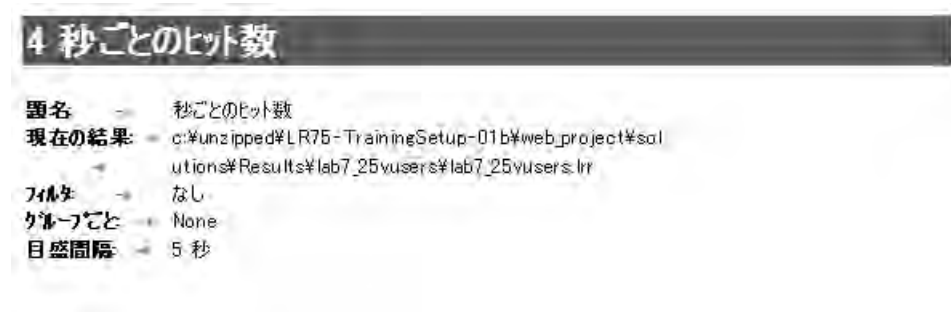 4 秒ごとのヒット数
題名: 秒ごとのヒット数
現在の結果: c:¥unzipped¥LR75-TrainingSetup-01b¥web_project¥sol
utions¥Results¥lab7_25vusers¥lab7_25vusers.lrr
フィルタ: なし
グループごと: None
目盛間隔: 5 秒